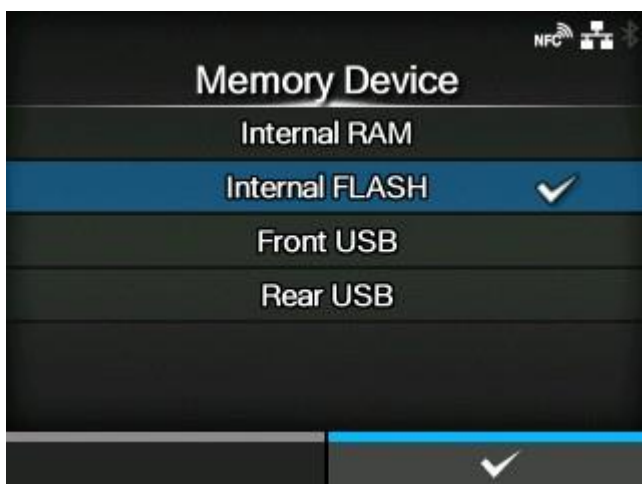 NFC
Memory Device
Internal RAM
Internal FLASH
Front USB
Rear USB